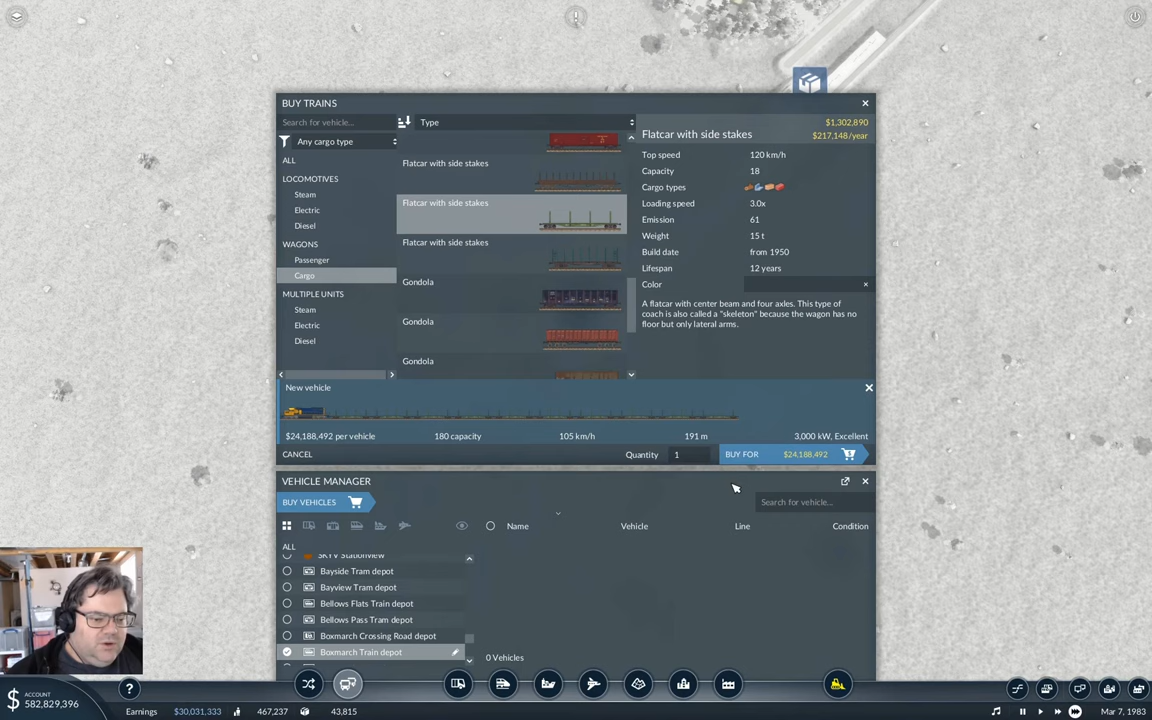 BUY TRAINS
Search for vehicle...
Type
Any cargo type
ALL
LOCOMOTIVES
Steam
Electric
Diesel
WAGONS
Passenger
Cargo
MULTIPLE UNITS
Steam
Electric
Diesel
Flatcar with side stakes
Flatcar with side stakes
Flatcar with side stakes
Gondola
Gondola
Gondola
$1,302,890
Flatcar with side stakes
$217,148/year
Top speed 120 km/h
Capacity 18
Cargo types
Loading speed 3.0x
Emission 61
Weight 15 t
Build date from 1950
Lifespan 12 years
Color
A flatcar with center beam and four axles. This type of
coach is also called a "skeleton" because the wagon has no
floor but only lateral arms.
New vehicle
$24,188,492 per vehicle 180 capacity 105 km/h 191 m 3,000 kW, Excellent
CANCEL Quantity 1 BUY FOR $24,188,492
VEHICLE MANAGER
BUY VEHICLES Search for vehicle...
Name Vehicle Line Condition
ALL
SKYV Stationview
Bayside Tram depot
Bayview Tram depot
Bellows Flats Train depot
Bellows Pass Tram depot
Boxmarch Crossing Road depot
Boxmarch Train depot
0 Vehicles
$ ACCOUNT
582,829,396
?
Earnings $30,031,333 467,237 43,815 Mar 7, 1983